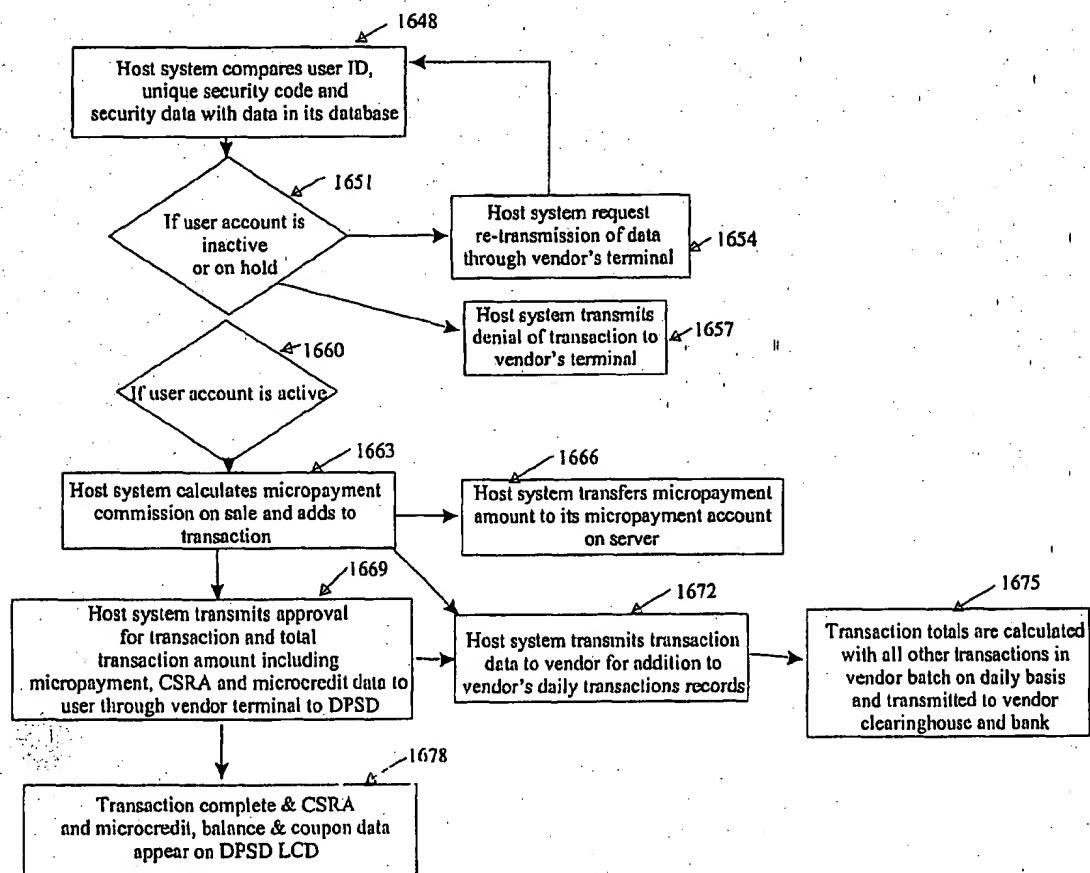 1648
Host system compares user ID,
unique security code and
security data with data in its database
1651
If user account is
inactive
or on hold
Host system request
re-transmission of data
through vendor's terminal
1654
Host system transmits
denial of transaction to
vendor's terminal
1657
1660
If user account is active
1663
Host system calculates micropayment
commission on sale and adds to
transaction
1666
Host system transfers micropayment
amount to its micropayment account
on server
1669
Host system transmits approval
for transaction and total
transaction amount including
micropayment, CSRA and microcredit data to
user through vendor terminal to DPSD
1672
Host system transmits transaction
data to vendor for addition to
vendor's daily transactions records
1675
Transaction totals are calculated
with all other transactions in
vendor batch on daily basis
and transmitted to vendor
clearinghouse and bank
1678
Transaction complete & CSRA
and microcredit, balance & coupon data
appear on DPSD LCD